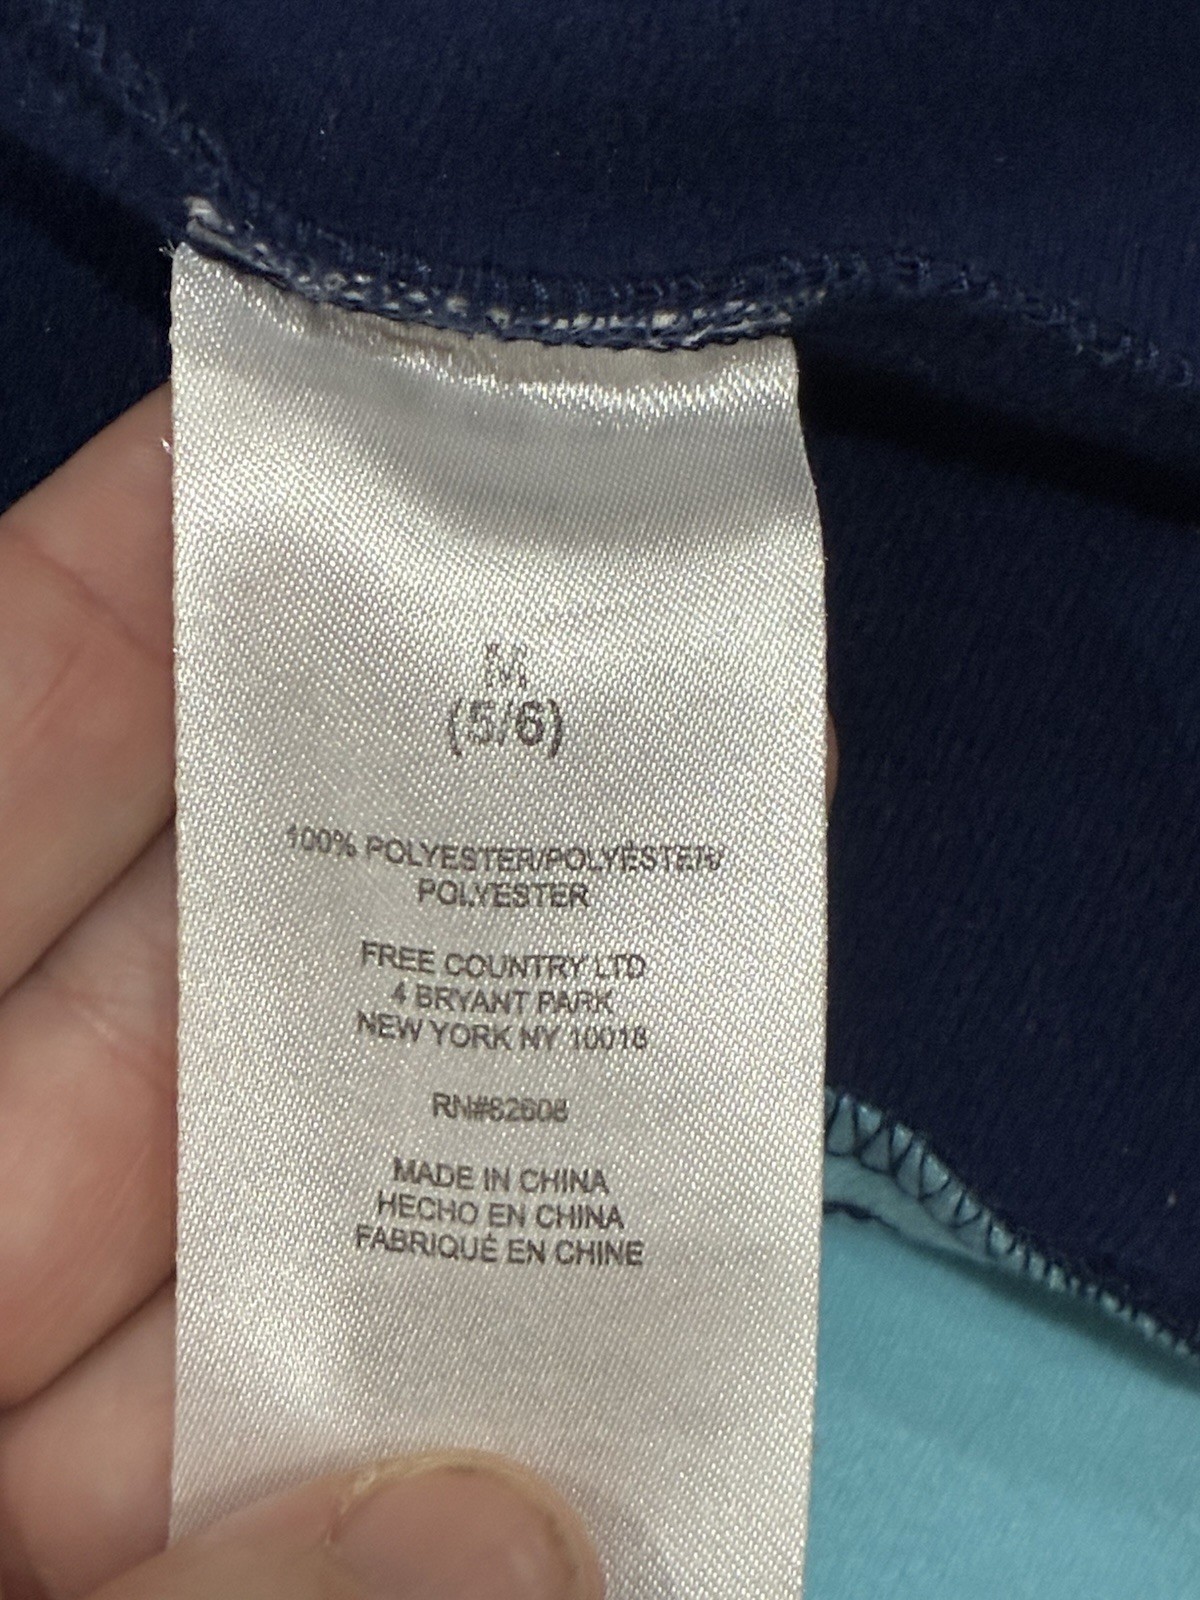 M
(5/6)
100% POLYESTER/POLYESTER/
POLYESTER
FREE COUNTRY LTD
4 BRYANT PARK
NEW YORK NY 10018
RN#82608
MADE IN CHINA
HECHO EN CHINA
FABRIQUÉ EN CHINE